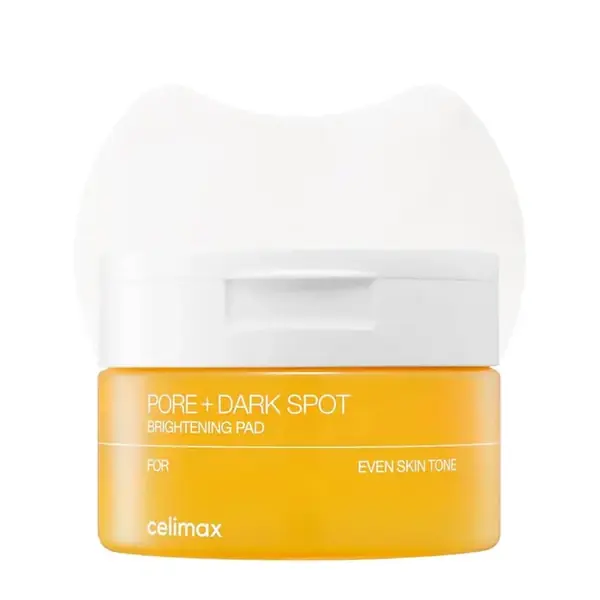 PORE + DARK SPOT
BRIGHTENING PAD
FOR EVEN SKIN TONE
celimax